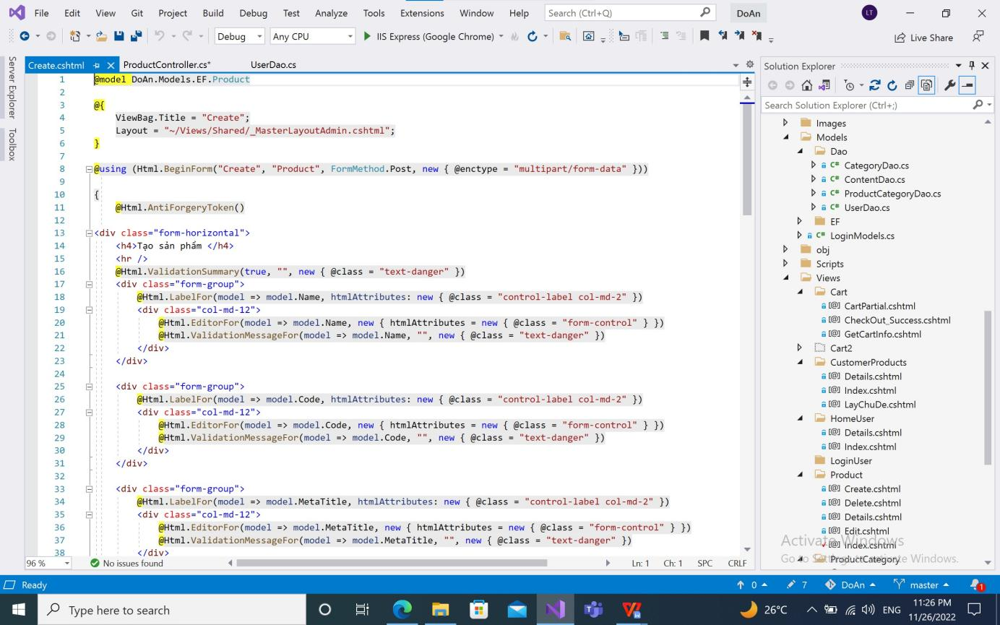 File Edit View Git Project Build Debug Test Analyze Tools Extensions Window Help Search (Ctrl+Q) DoAn LT
Debug Any CPU IIS Express (Google Chrome) Live Share
Server Explorer
Toolbox
Create.cshtml ProductController.cs* UserDao.cs
1 @model DoAn.Models.EF.Product
2
3 @{
4 ViewBag.Title = "Create";
5 Layout = "~/Views/Shared/_MasterLayoutAdmin.cshtml";
6 }
7
8 @using (Html.BeginForm("Create", "Product", FormMethod.Post, new { @enctype = "multipart/form-data" }))
9
10 {
11 @Html.AntiForgeryToken()
12
13 <div class="form-horizontal">
14 <h4>Tạo sản phẩm </h4>
15 <hr />
16 @Html.ValidationSummary(true, "", new { @class = "text-danger" })
17 <div class="form-group">
18 @Html.LabelFor(model => model.Name, htmlAttributes: new { @class = "control-label col-md-2" })
19 <div class="col-md-12">
20 @Html.EditorFor(model => model.Name, new { htmlAttributes = new { @class = "form-control" } })
21 @Html.ValidationMessageFor(model => model.Name, "", new { @class = "text-danger" })
22 </div>
23 </div>
24
25 <div class="form-group">
26 @Html.LabelFor(model => model.Code, htmlAttributes: new { @class = "control-label col-md-2" })
27 <div class="col-md-12">
28 @Html.EditorFor(model => model.Code, new { htmlAttributes = new { @class = "form-control" } })
29 @Html.ValidationMessageFor(model => model.Code, "", new { @class = "text-danger" })
30 </div>
31 </div>
32
33 <div class="form-group">
34 @Html.LabelFor(model => model.MetaTitle, htmlAttributes: new { @class = "control-label col-md-2" })
35 <div class="col-md-12">
36 @Html.EditorFor(model => model.MetaTitle, new { htmlAttributes = new { @class = "form-control" } })
37 @Html.ValidationMessageFor(model => model.MetaTitle, "", new { @class = "text-danger" })
38 </div>
96 % No issues found Ln: 1 Ch: 1 SPC CRLF
Solution Explorer
Search Solution Explorer (Ctrl+;)
Images
Models
Dao
C# CategoryDao.cs
C# ContentDao.cs
C# ProductCategoryDao.cs
C# UserDao.cs
EF
C# LoginModels.cs
obj
Scripts
Views
Cart
[@] CartPartial.cshtml
[@] CheckOut_Success.cshtml
[@] GetCartInfo.cshtml
Cart2
CustomerProducts
[@] Details.cshtml
[@] Index.cshtml
[@] LayChuDe.cshtml
HomeUser
[@] Details.cshtml
[@] Index.cshtml
LoginUser
Product
[@] Create.cshtml
[@] Delete.cshtml
[@] Details.cshtml
[@] Edit.cshtml
[@] Index.cshtml
ProductCategory
Activate Windows
Go to Settings to activate Windows.
Ready 0 7 DoAn master 1
Type here to search 26°C ENG 11:26 PM
11/26/2022